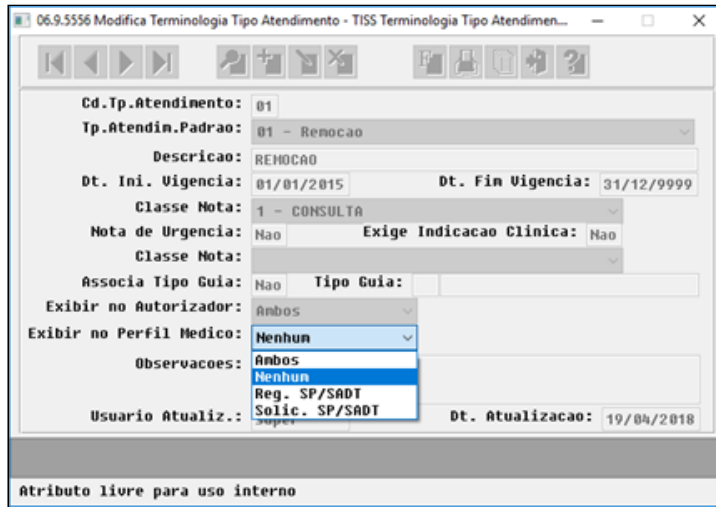 06.9.5556 Modifica Terminologia Tipo Atendimento - TISS Terminologia Tipo Atendimen...
Cd.Tp.Atendimento: 01
Tp.Atendim.Padrao: 01 - Remocao
Descricao: REMOCAO
Dt. Ini. Vigencia: 01/01/2015 Dt. Fim Vigencia: 31/12/9999
Classe Nota: 1 - CONSULTA
Nota de Urgencia: Nao Exige Indicacao Clinica: Nao
Classe Nota:
Associa Tipo Guia: Nao Tipo Guia:
Exibir no Autorizador: Ambos
Exibir no Perfil Medico: Nenhum
Observacoes: Ambos
Nenhum
Reg. SP/SADT
Solic. SP/SADT
Usuario Atualiz.: super Dt. Atualizacao: 19/04/2018
Atributo livre para uso interno